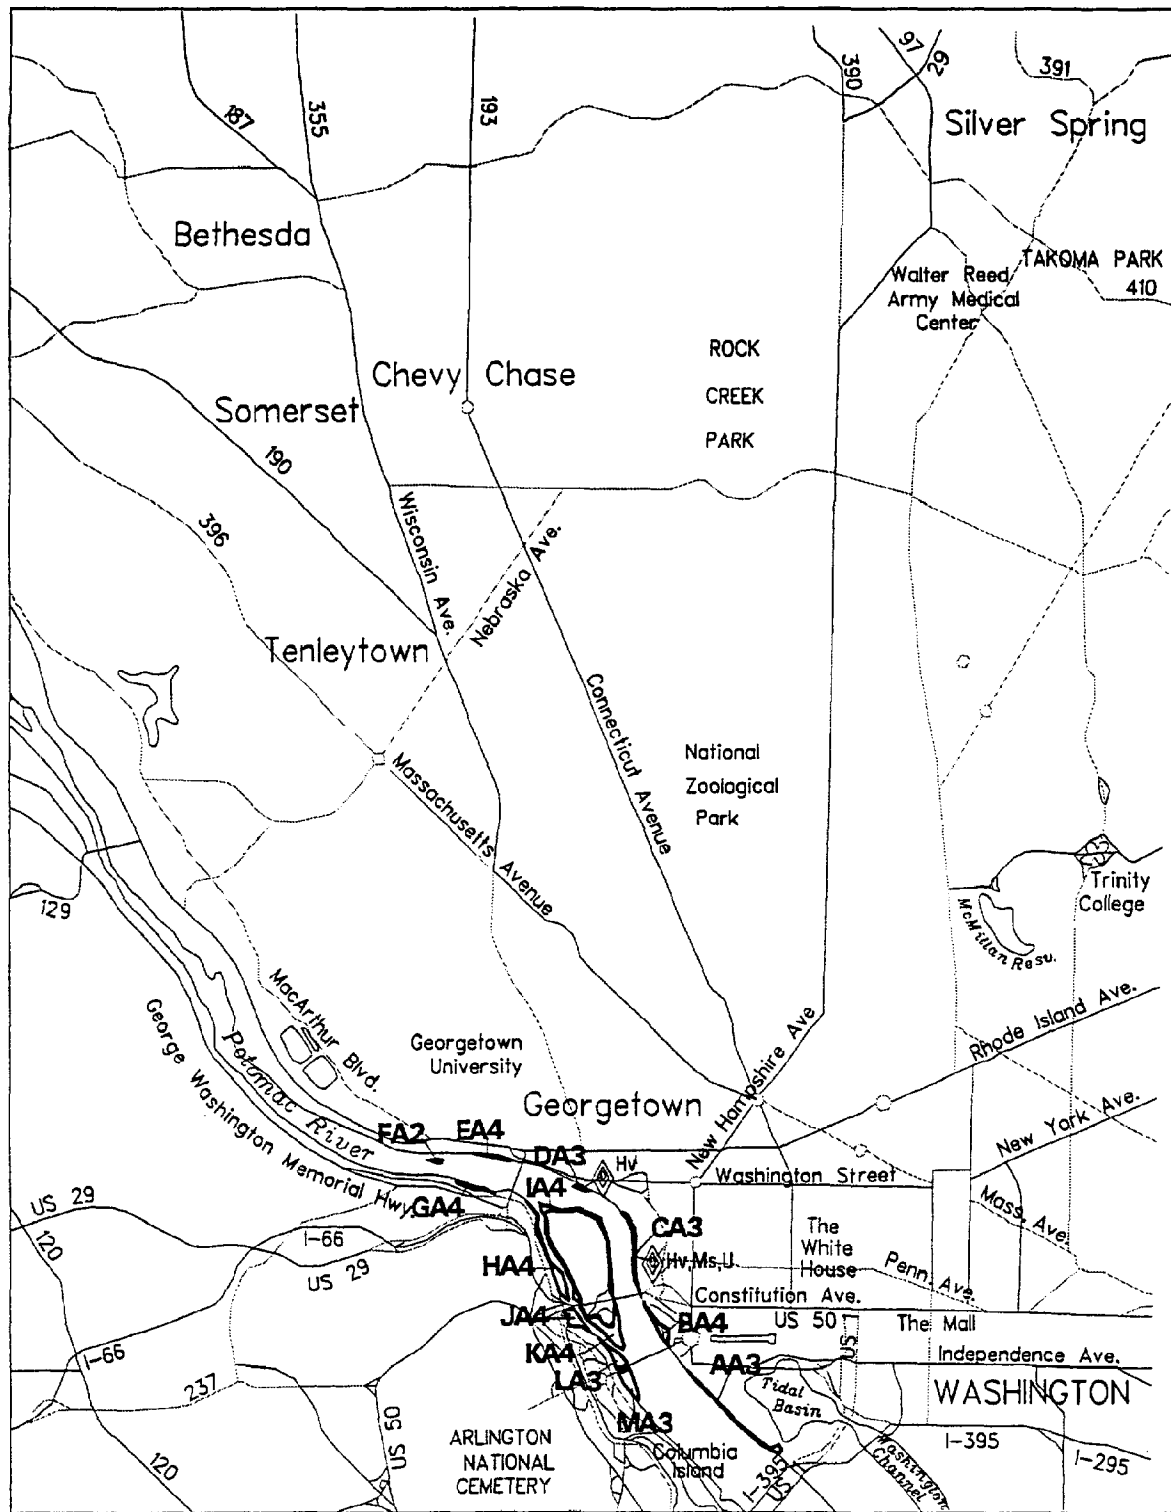 187
355
193
390
97
29
391
Silver Spring
Bethesda
TAKOMA PARK
410
Walter Reed
Army Medical
Center
ROCK
CREEK
PARK
Chevy Chase
Somerset
190
396
Wisconsin Ave.
Nebraska Ave.
Tenleytown
Connecticut Avenue
Massachusetts Avenue
National
Zoological
Park
129
Trinity
College
McMillan Resv.
MacArthur Blvd.
George Washington Memorial Hwy.
Potomac River
Georgetown
University
Georgetown
New Hampshire Ave
Rhode Island Ave.
New York Ave.
FA2
EA4
DA3
Hv
Washington Street
IA4
GA4
Mass. Ave.
US 29
120
I-66
US 29
CA3
The
White
House
Hv,Ms,U
Penn. Ave.
HA4
Constitution Ave.
JA4
BA4
US 50
US 1
The Mall
KA4
I-66
237
LA3
AA3
Independence Ave.
Tidal
Basin
WASHINGTON
MA3
US 50
ARLINGTON
NATIONAL
CEMETERY
Columbia
Island
I-395
US
Washington
Channel
I-395
I-295
120